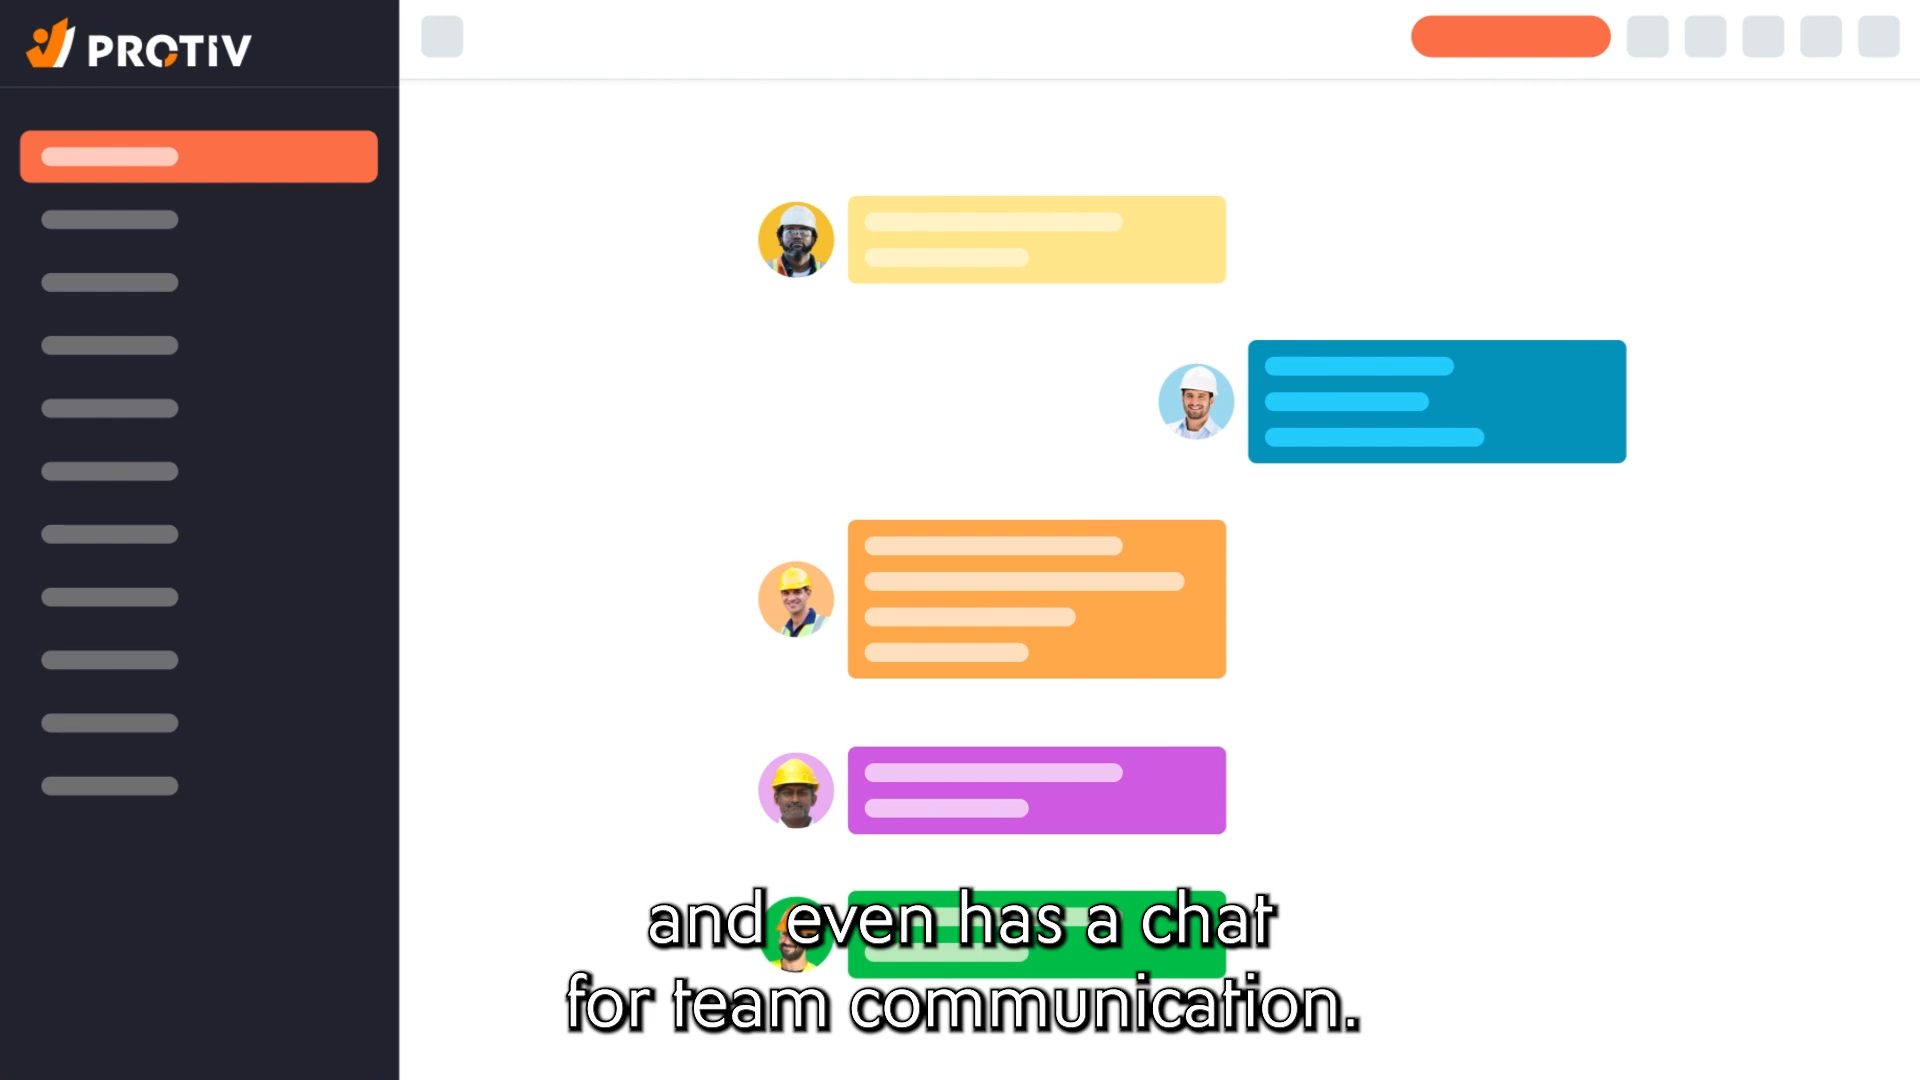 PROTIV
and even has a chat
for team communication.